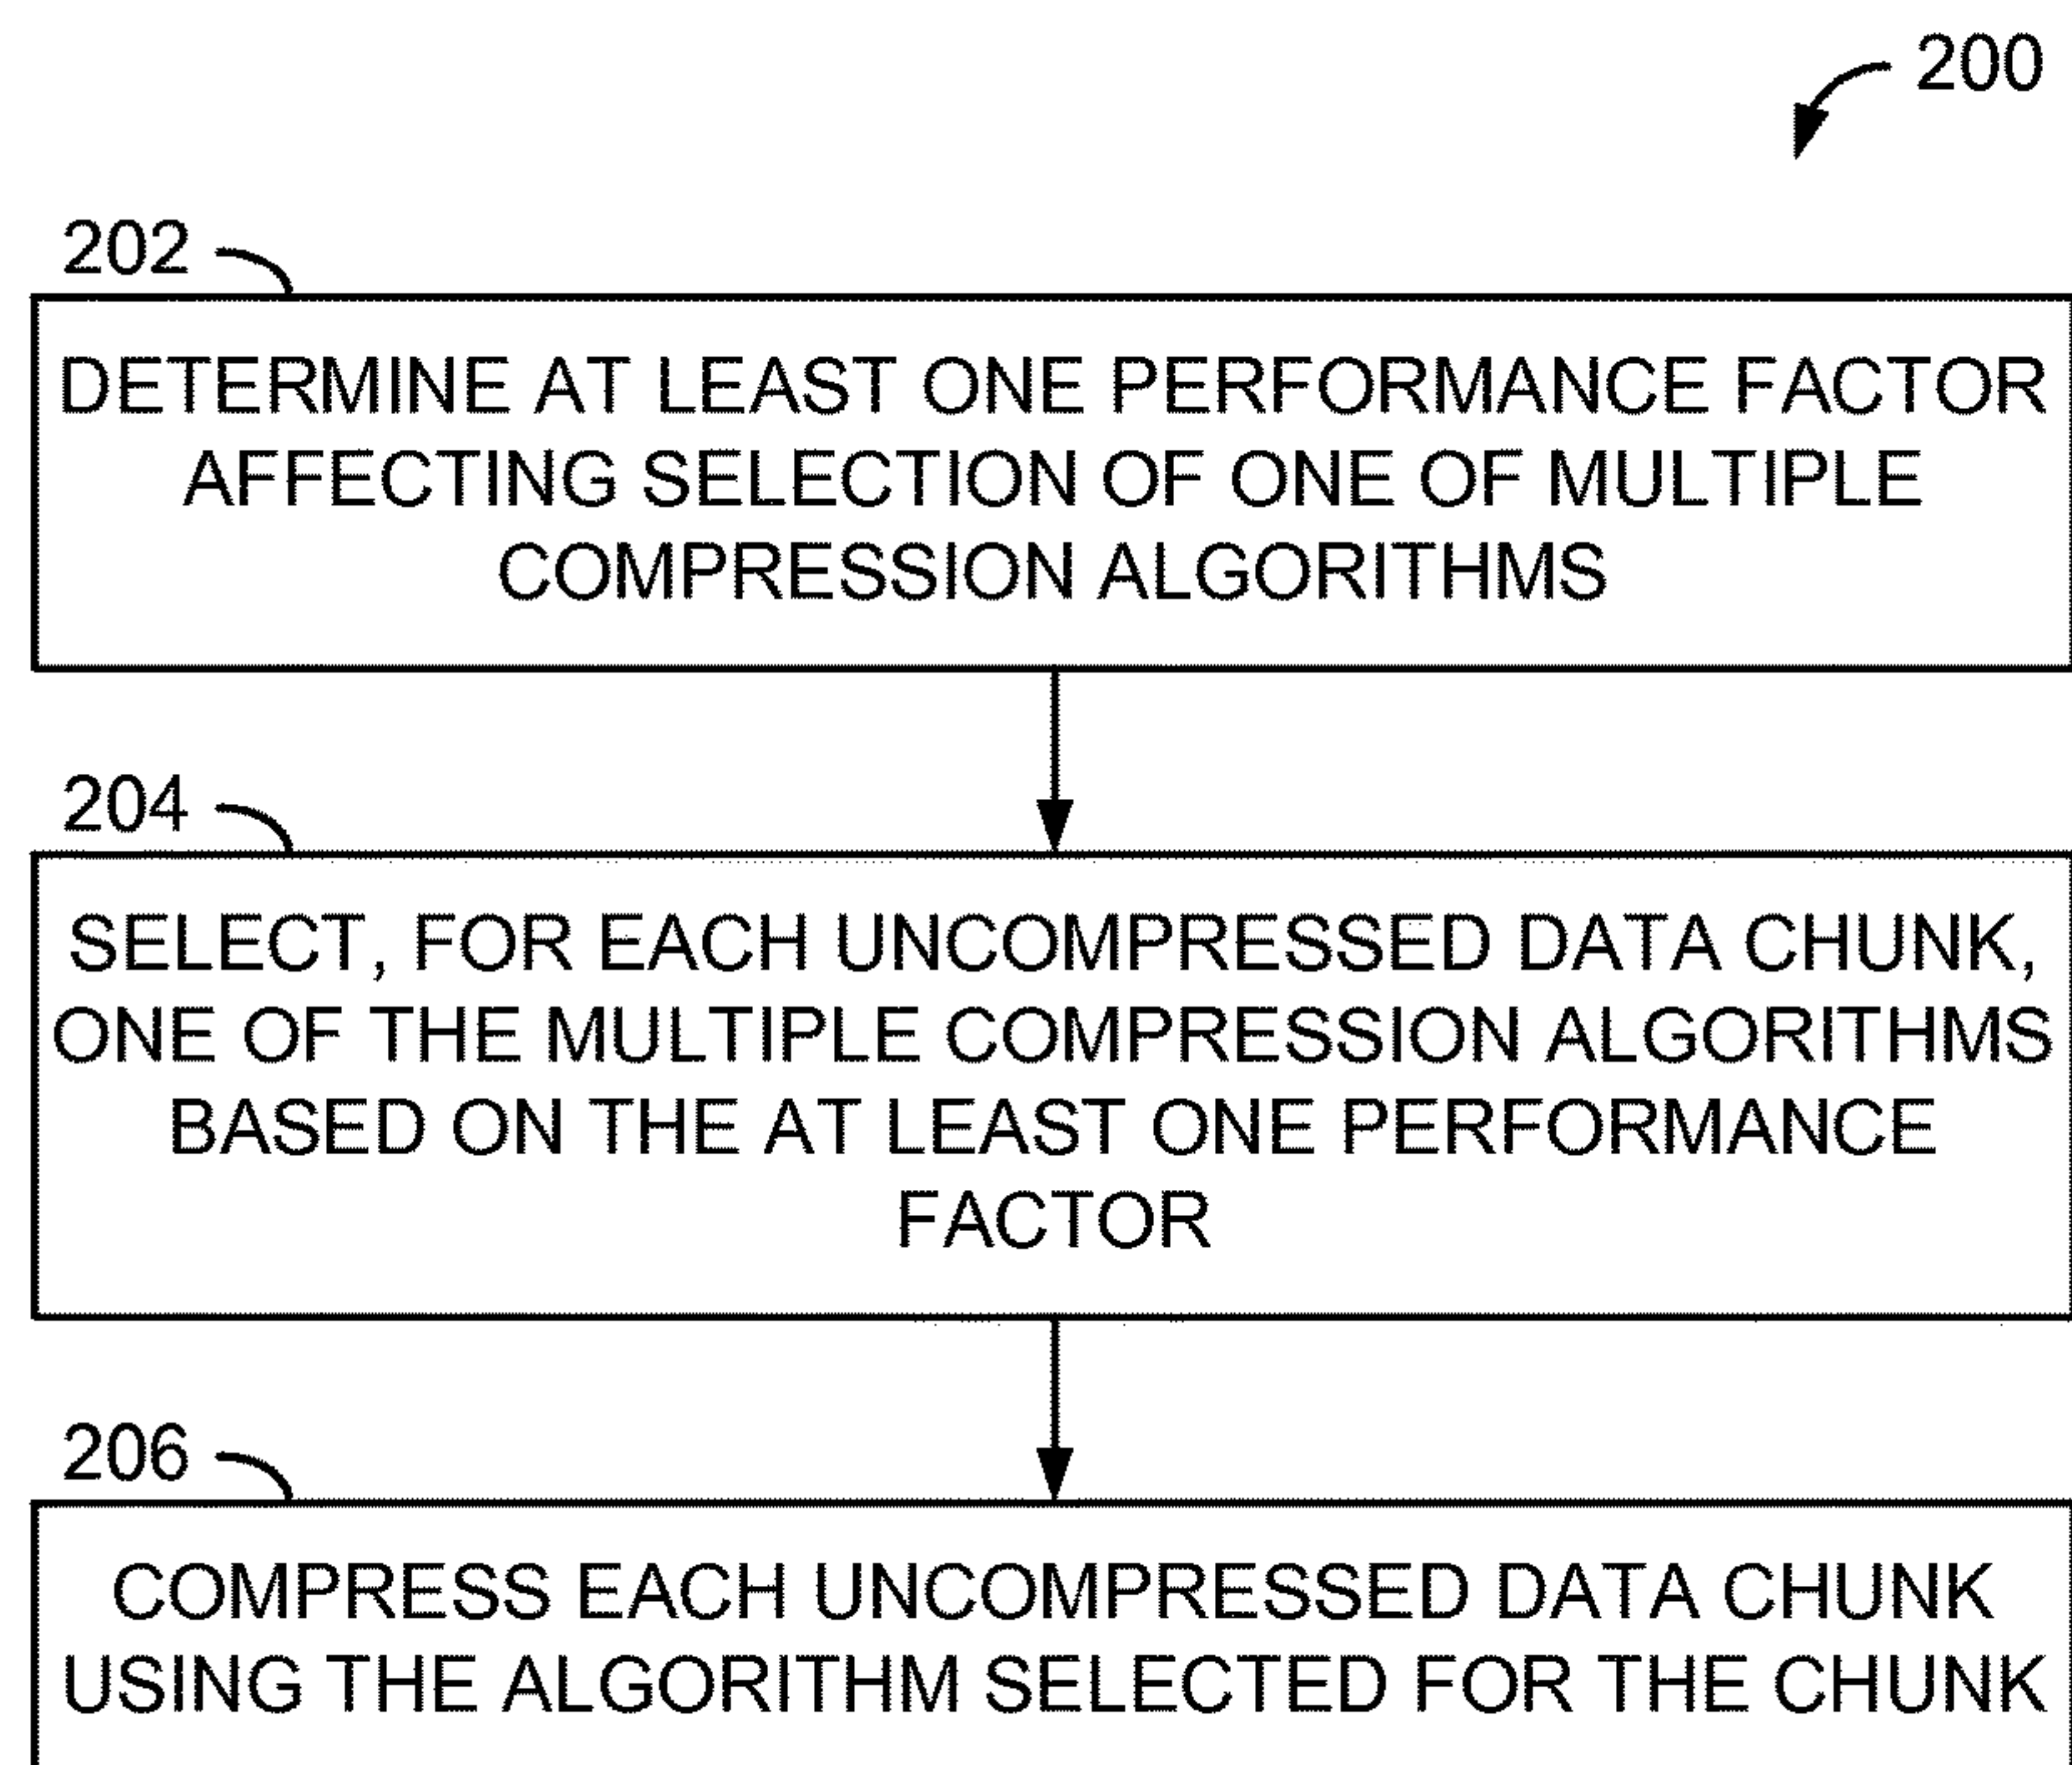 200
202
DETERMINE AT LEAST ONE PERFORMANCE FACTOR
AFFECTING SELECTION OF ONE OF MULTIPLE
COMPRESSION ALGORITHMS
204
SELECT, FOR EACH UNCOMPRESSED DATA CHUNK,
ONE OF THE MULTIPLE COMPRESSION ALGORITHMS
BASED ON THE AT LEAST ONE PERFORMANCE
FACTOR
206
COMPRESS EACH UNCOMPRESSED DATA CHUNK
USING THE ALGORITHM SELECTED FOR THE CHUNK